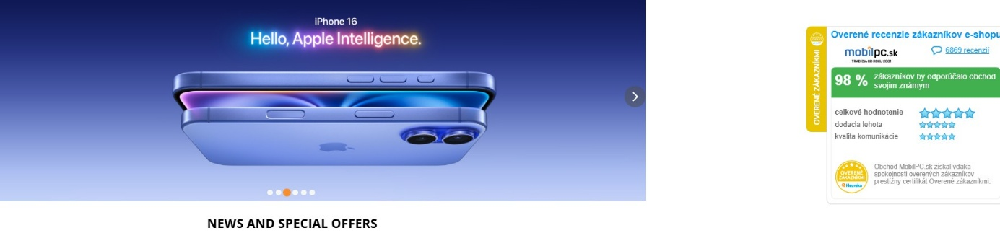 iPhone 16
Hello, Apple Intelligence.
NEWS AND SPECIAL OFFERS
OVERENÉ ZÁKAZNÍKMI
Overené recenzie zákazníkov e-shopu
mobilpc.sk
TRADÍCIA OD ROKU 2001
6869 recenzií
98 % zákazníkov by odporúčalo obchod
svojim známym
celkové hodnotenie
dodacia lehota
kvalita komunikácie
OVERENÉ
ZÁKAZNÍKMI
Heureka
Obchod MobilPC.sk získal vďaka
spokojnosti overených zákazníkov
prestížny certifikát Overené zákazníkmi.